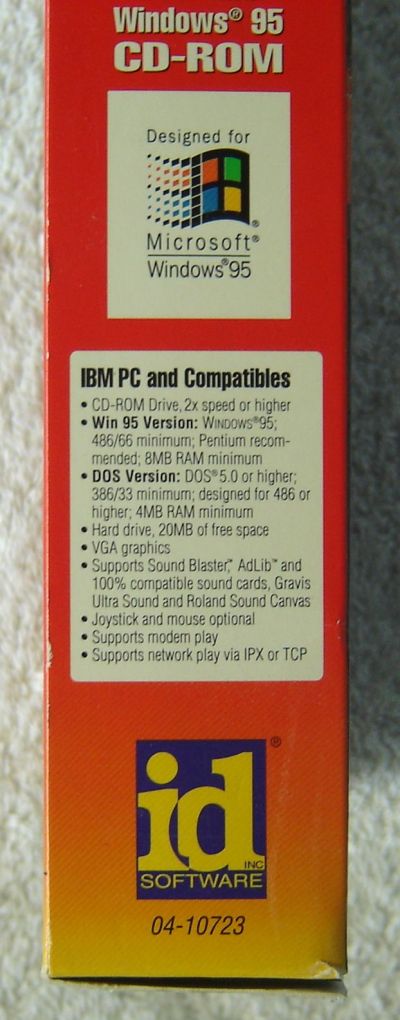 Windows® 95
CD-ROM
Designed for
Microsoft®
Windows®95
IBM PC and Compatibles
• CD-ROM Drive, 2x speed or higher
• Win 95 Version: WINDOWS®95;
486/66 minimum; Pentium recom-
mended; 8MB RAM minimum
• DOS Version: DOS®5.0 or higher;
386/33 minimum; designed for 486 or
higher; 4MB RAM minimum
• Hard drive, 20MB of free space
• VGA graphics
• Supports Sound Blaster,™ AdLib™ and
100% compatible sound cards, Gravis
Ultra Sound and Roland Sound Canvas
• Joystick and mouse optional
• Supports modem play
• Supports network play via IPX or TCP
id®
INC
SOFTWARE
04-10723